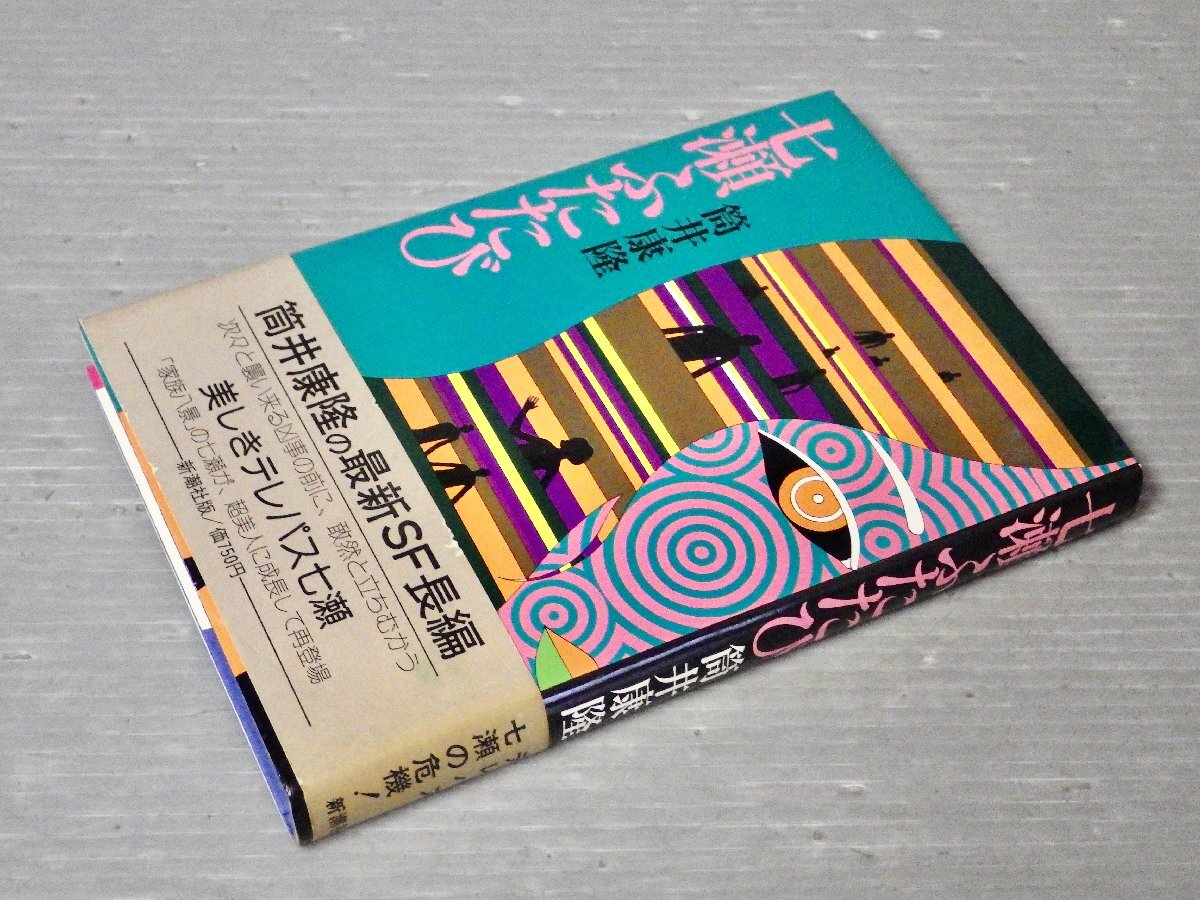 七瀬ふたたび
筒井康隆
筒井康隆の最新SF長編
次々と襲い来る凶事の前に、敢然と立ちむかう
美しきテレパス七瀬
『家族八景』の七瀬が、超美人に成長して再登場
新潮社版/価750円
七瀬ふたたび
筒井康隆
七瀬の危機!